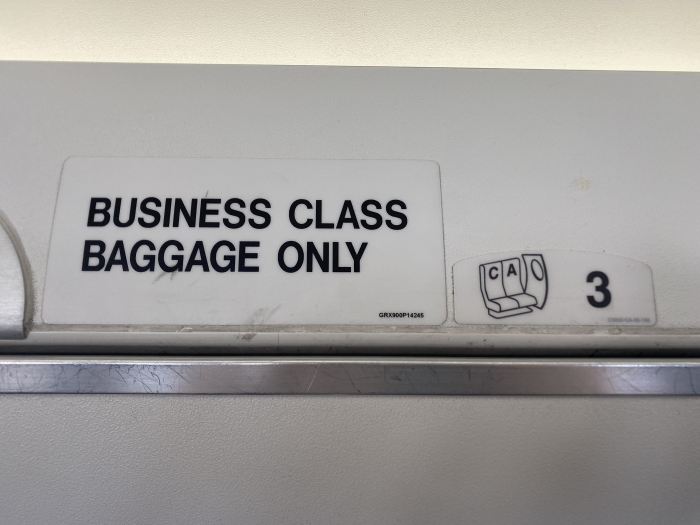 BUSINESS CLASS
BAGGAGE ONLY
GRX900P14245
C A
3